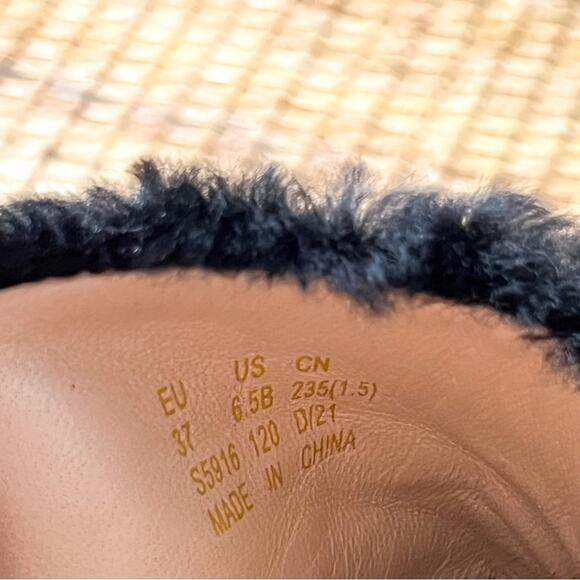 EU US CN
37 6.5B 235(1.5)
S5916 120 D/21
MADE IN CHINA